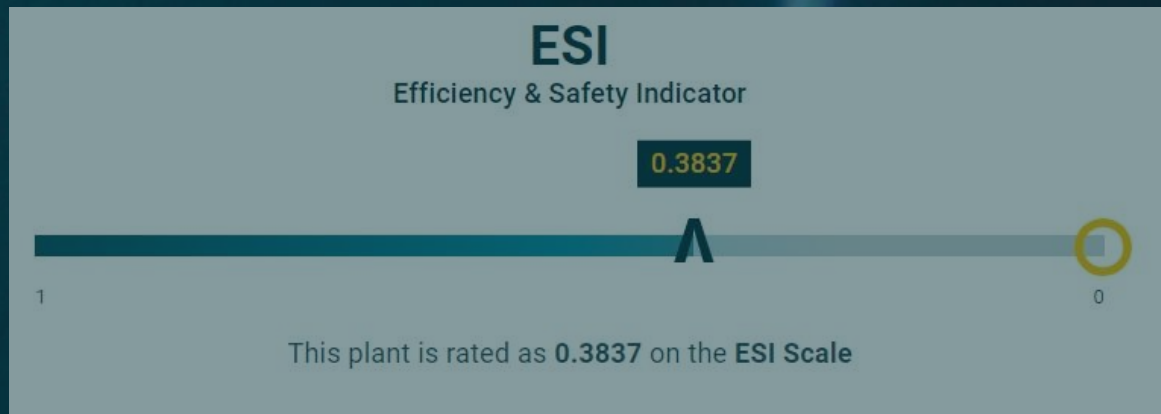 ESI
Efficiency & Safety Indicator
0.3837
1
0
This plant is rated as 0.3837 on the ESI Scale